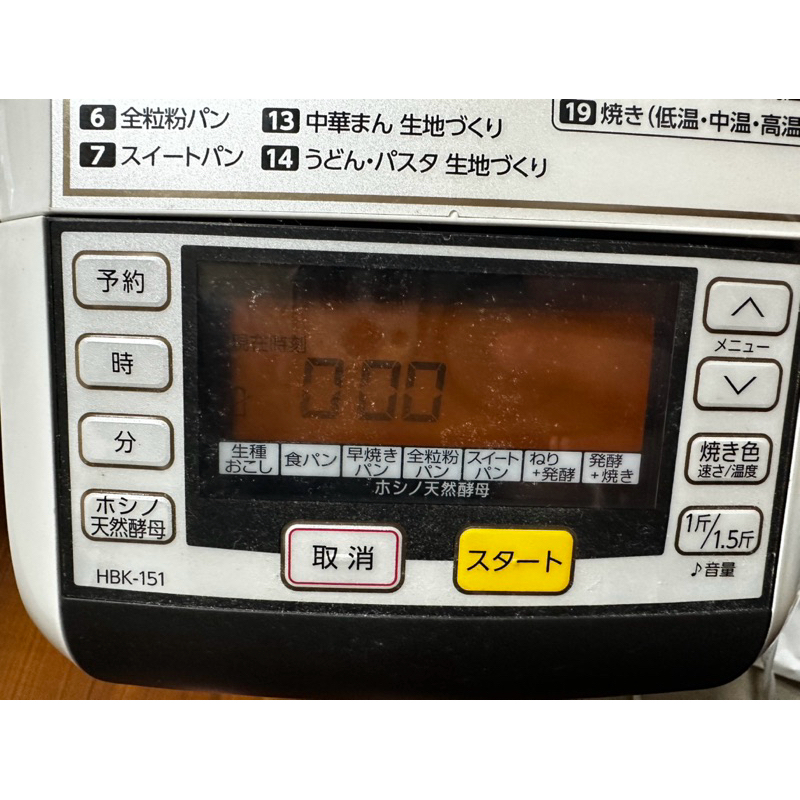 6 全粒粉パン
13 中華まん 生地づくり
19 焼き(低温・中温・高温
7 スイートパン
14 うどん・パスタ 生地づくり
予約
時
分
ホシノ
天然酵母
HBK-151
現在時刻
0:00
生種
おこし
食パン
早焼き
パン
全粒粉
パン
スイート
パン
ねり
+発酵
発酵
+焼き
ホシノ天然酵母
取消
スタート
メニュー
焼き色
速さ/温度
1斤/1.5斤
♪音量